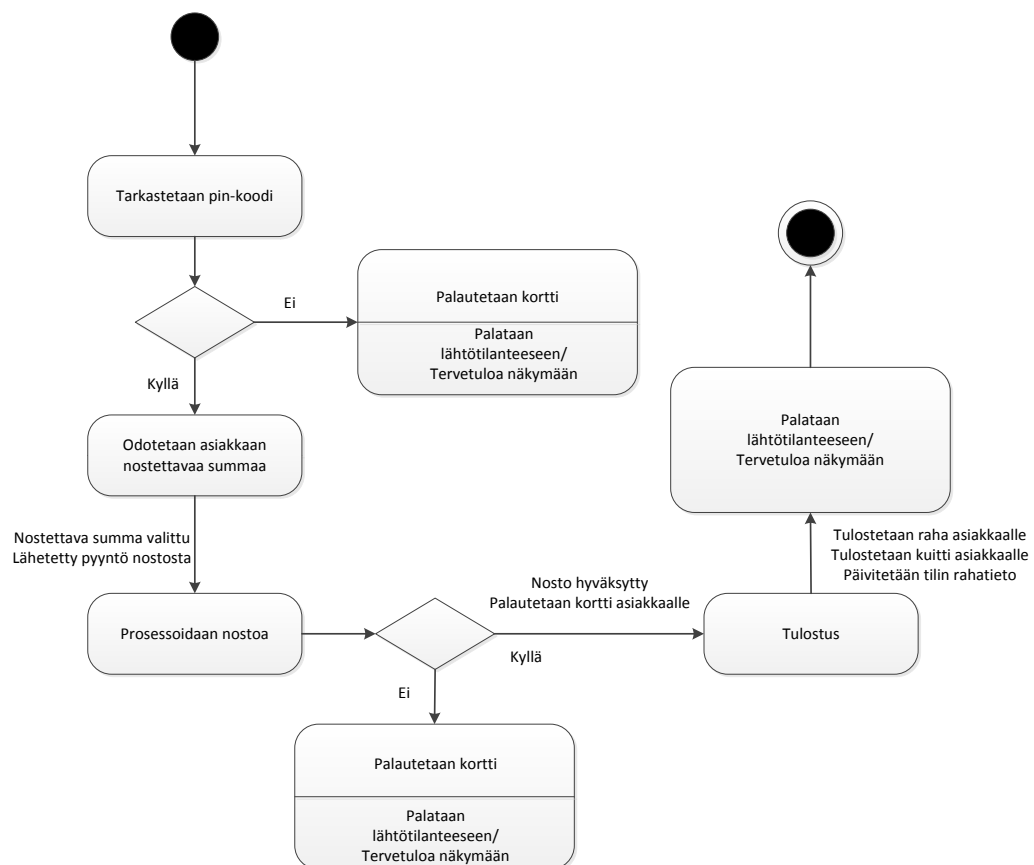 Tarkastetaan pin-koodi
Ei
Palautetaan kortti
Palataan
lähtötilanteeseen/
Tervetuloa näkymään
Kyllä
Odotetaan asiakkaan
nostettavaa summaa
Palataan
lähtötilanteeseen/
Tervetuloa näkymään
Nostettava summa valittu
Lähetetty pyyntö nostosta
Tulostetaan raha asiakkaalle
Tulostetaan kuitti asiakkaalle
Päivitetään tilin rahatieto
Nosto hyväksytty
Palautetaan kortti asiakkaalle
Prosessoidaan nostoa
Kyllä
Tulostus
Ei
Palautetaan kortti
Palataan
lähtötilanteeseen/
Tervetuloa näkymään